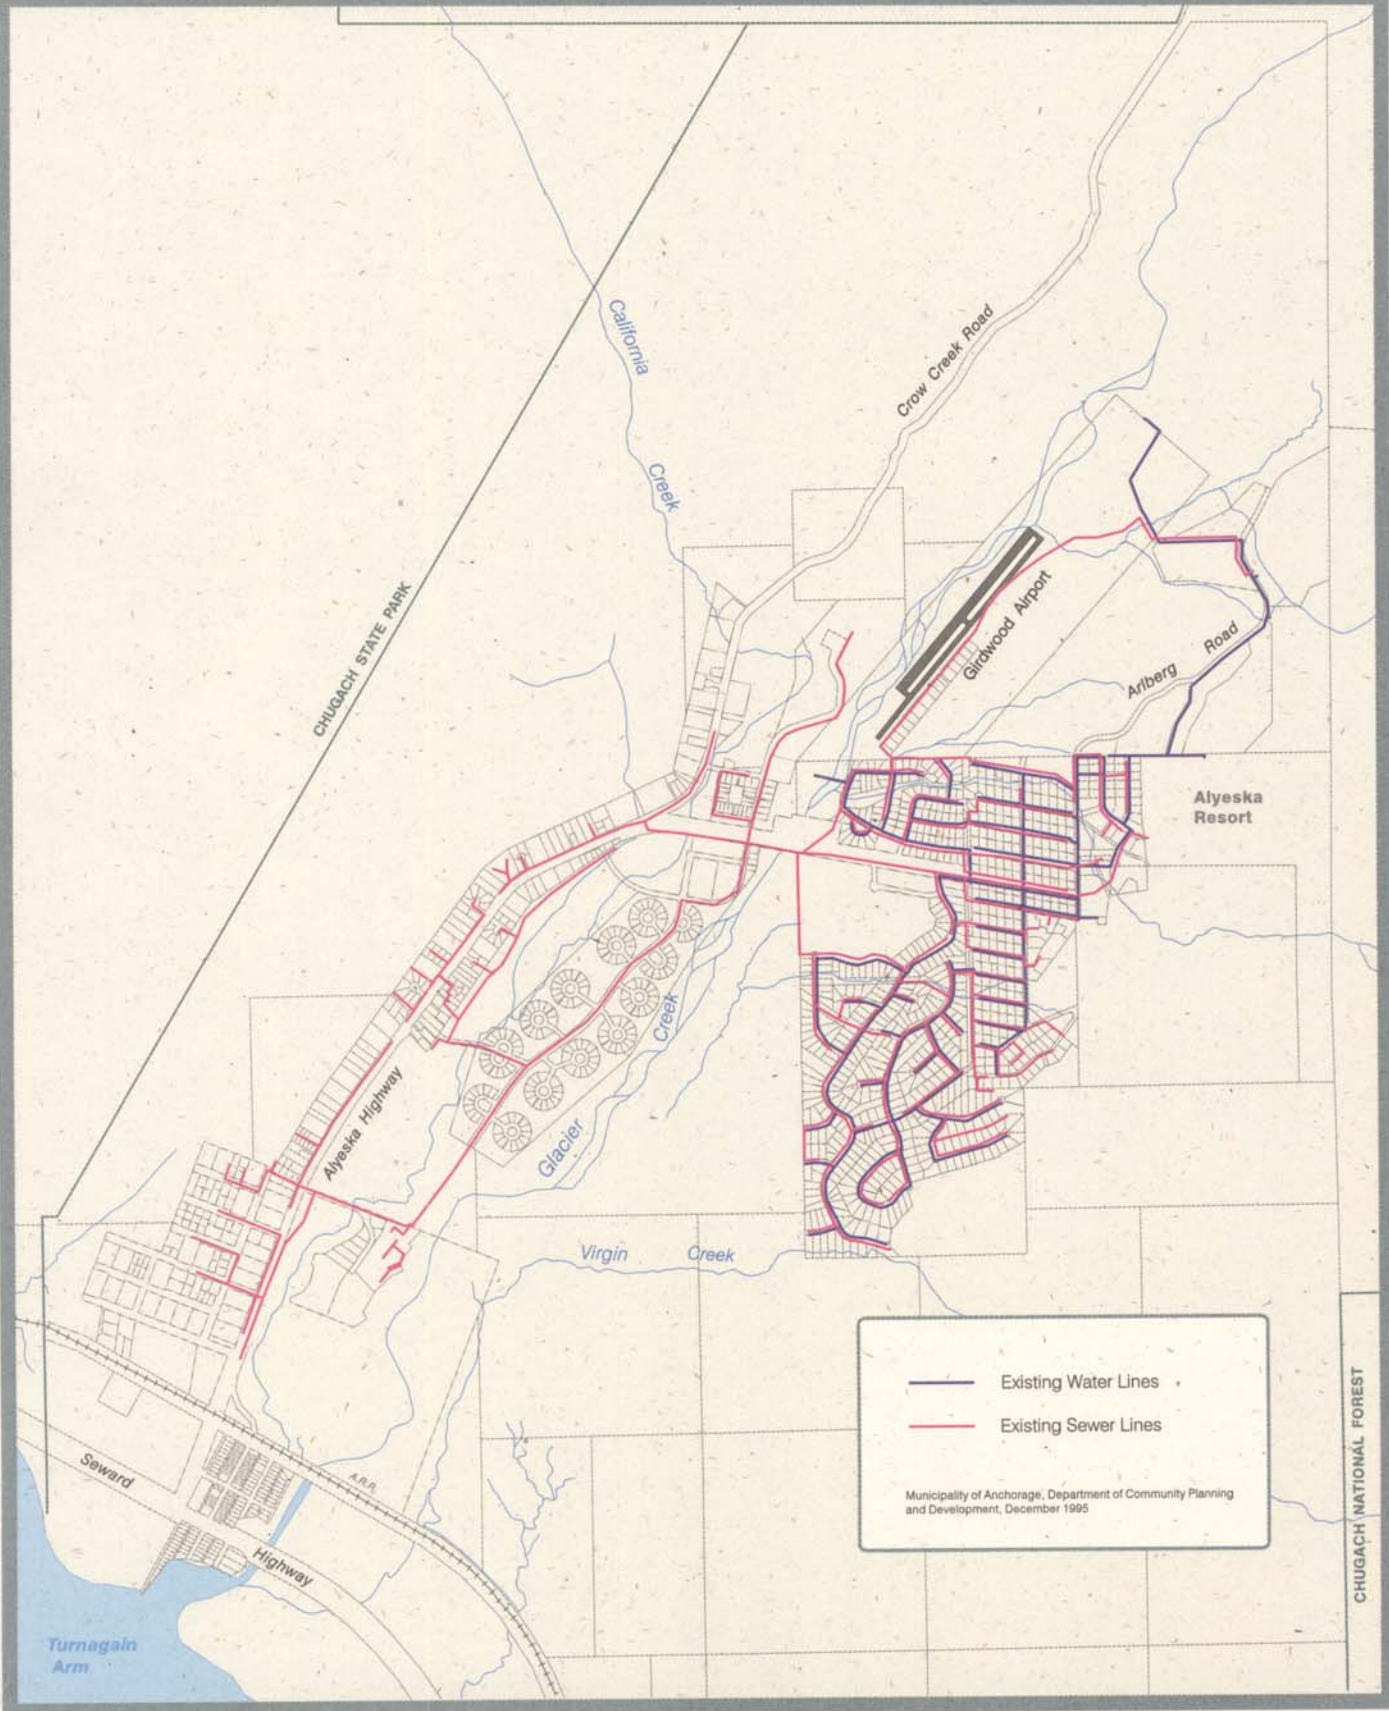 California
Creek
Crow Creek Road
CHUGACH STATE PARK
Girdwood Airport
Arlberg Road
Alyeska
Resort
Glacier Creek
Alyeska Highway
Virgin Creek
Existing Water Lines
Existing Sewer Lines
Municipality of Anchorage, Department of Community Planning
and Development, December 1995
CHUGACH NATIONAL FOREST
A.R.R.
Seward Highway
Turnagain
Arm